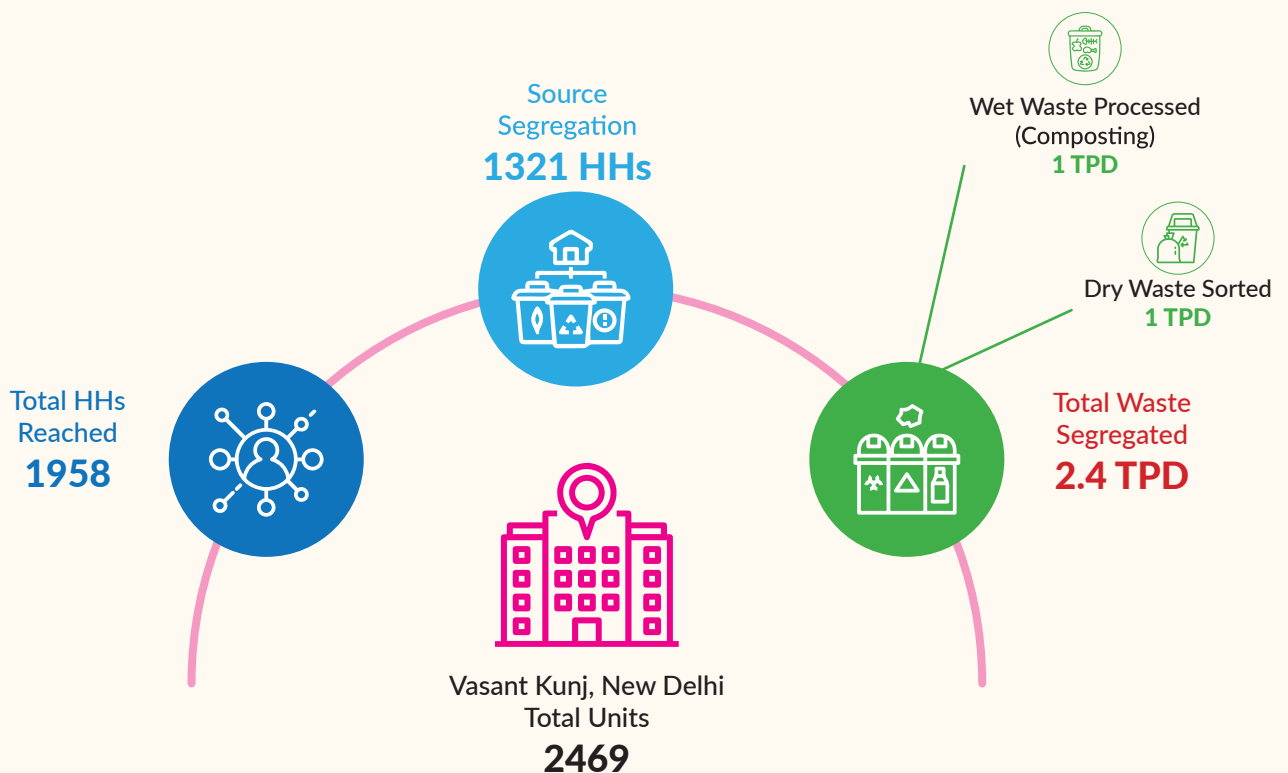 Source
Segregation
1321 HHs
Wet Waste Processed
(Composting)
1 TPD
Dry Waste Sorted
1 TPD
Total HHs
Reached
1958
Total Waste
Segregated
2.4 TPD
Vasant Kunj, New Delhi
Total Units
2469